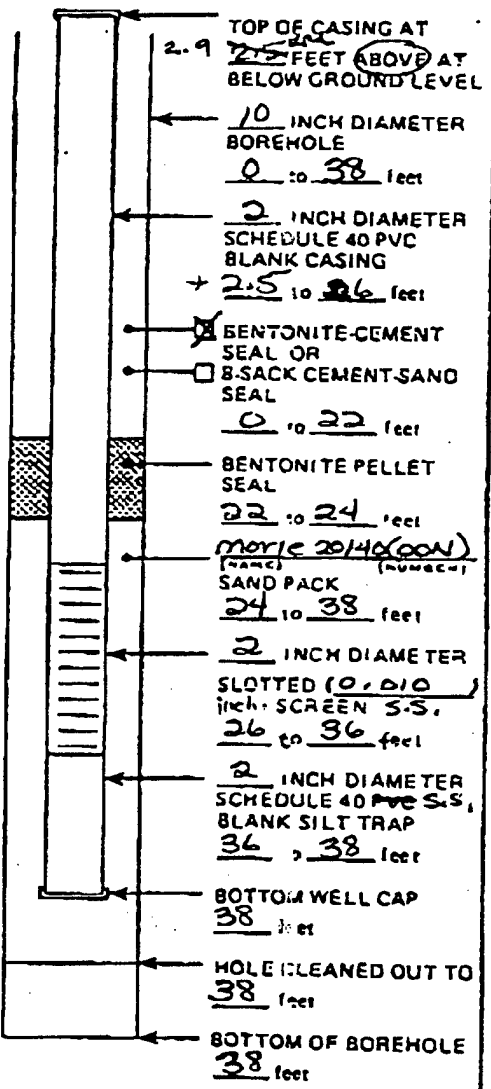 TOP OF CASING AT
2.9 FEET ABOVE AT
BELOW GROUND LEVEL
10 INCH DIAMETER
BOREHOLE
0 to 38 feet
2 INCH DIAMETER
SCHEDULE 40 PVC
BLANK CASING
+ 2.5 to 26 feet
BENTONITE-CEMENT
SEAL OR
8-SACK CEMENT-SAND
SEAL
0 to 22 feet
BENTONITE PELLET
SEAL
22 to 24 feet
morie 20/40 (OON)
(NAME) (NUMBER)
SAND PACK
24 to 38 feet
2 INCH DIAMETER
SLOTTED (0.010)
inch. SCREEN S.S.
26 to 36 feet
2 INCH DIAMETER
SCHEDULE 40 PVC S.S.
BLANK SILT TRAP
36 38 feet
BOTTOM WELL CAP
38 feet
HOLE CLEANED OUT TO
38 feet
BOTTOM OF BOREHOLE
38 feet